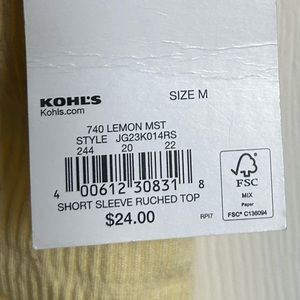 KOHL'S
Kohls.com
SIZE M
740 LEMON MST
STYLE JG23K014RS
244 20 22
4 00612 30831 8
SHORT SLEEVE RUCHED TOP
$24.00
RPI7
FSC
MIX
Paper
FSC® C136094